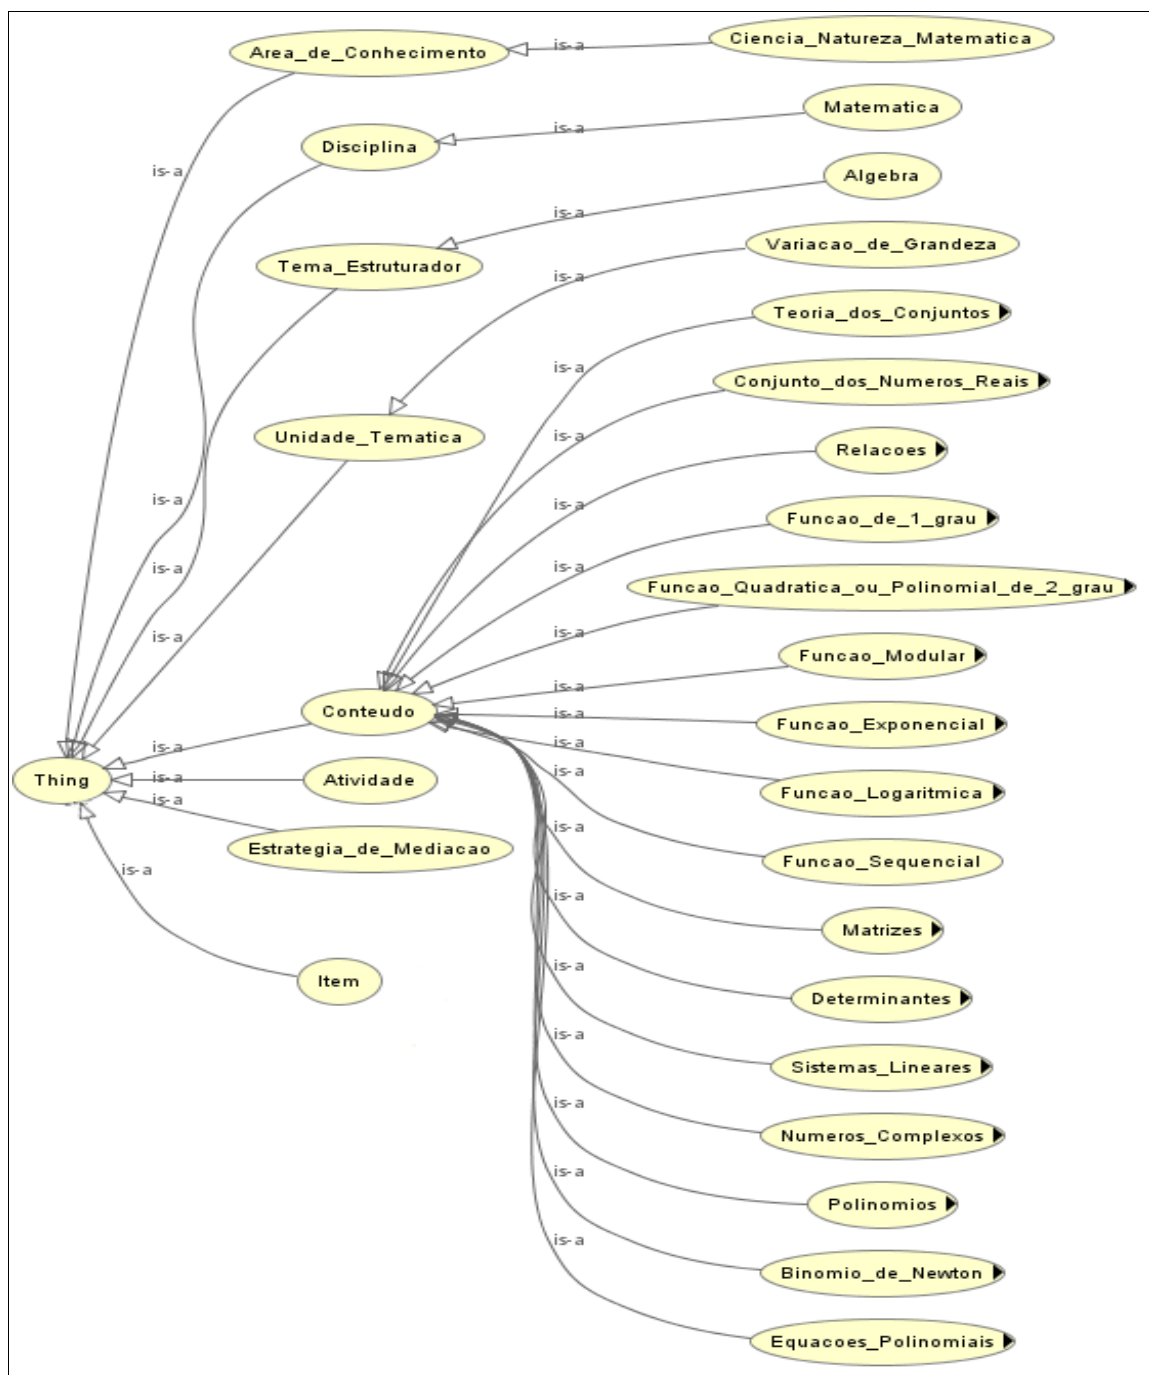 Ciencia_Natureza_Matematica
Area_de_Conhecimento
is-a
Matematica
is-a
Disciplina
is-a
Algebra
is-a
Variacao_de_Grandeza
Tema_Estruturador
is-a
Teoria_dos_Conjuntos
is-a
Conjunto_dos_Numeros_Reais
Unidade_Tematica
is-a
Relacoes
is-a
is-a
Funcao_de_1_grau
is-a
is-a
Funcao_Quadratica_ou_Polinomial_de_2_grau
is-a
is-a
Funcao_Modular
is-a
Conteudo
is-a
Funcao_Exponencial
is-a
is-a
is-a
Thing
is-a
Atividade
Funcao_Logaritmica
is-a
is-a
Estrategia_de_Mediacao
Funcao_Sequencial
is-a
is-a
Matrizes
is-a
Item
Determinantes
is-a
Sistemas_Lineares
is-a
Numeros_Complexos
is-a
Polinomios
is-a
Binomio_de_Newton
is-a
Equacoes_Polinomiais